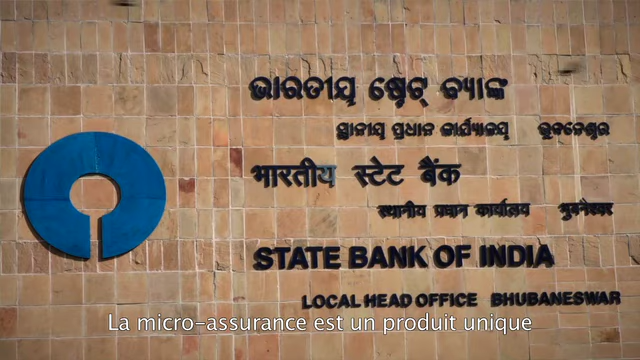 ଭାରତୀୟ ଷ୍ଟେଟ୍ ବ୍ୟାଙ୍କ
ସ୍ଥାନୀୟ ପ୍ରଧାନ କାର୍ଯ୍ୟାଳୟ ଭୁବନେଶ୍ୱର
भारतीय स्टेट बैंक
स्थानीय प्रधान कार्यालय भुवनेश्वर
STATE BANK OF INDIA
LOCAL HEAD OFFICE BHUBANESWAR
La micro-assurance est un produit unique